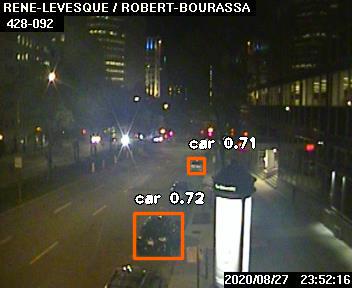 RENE-LEVESQUE / ROBERT-BOURASSA
428-092
car 0.71
car 0.72
2020/08/27 23:52:16